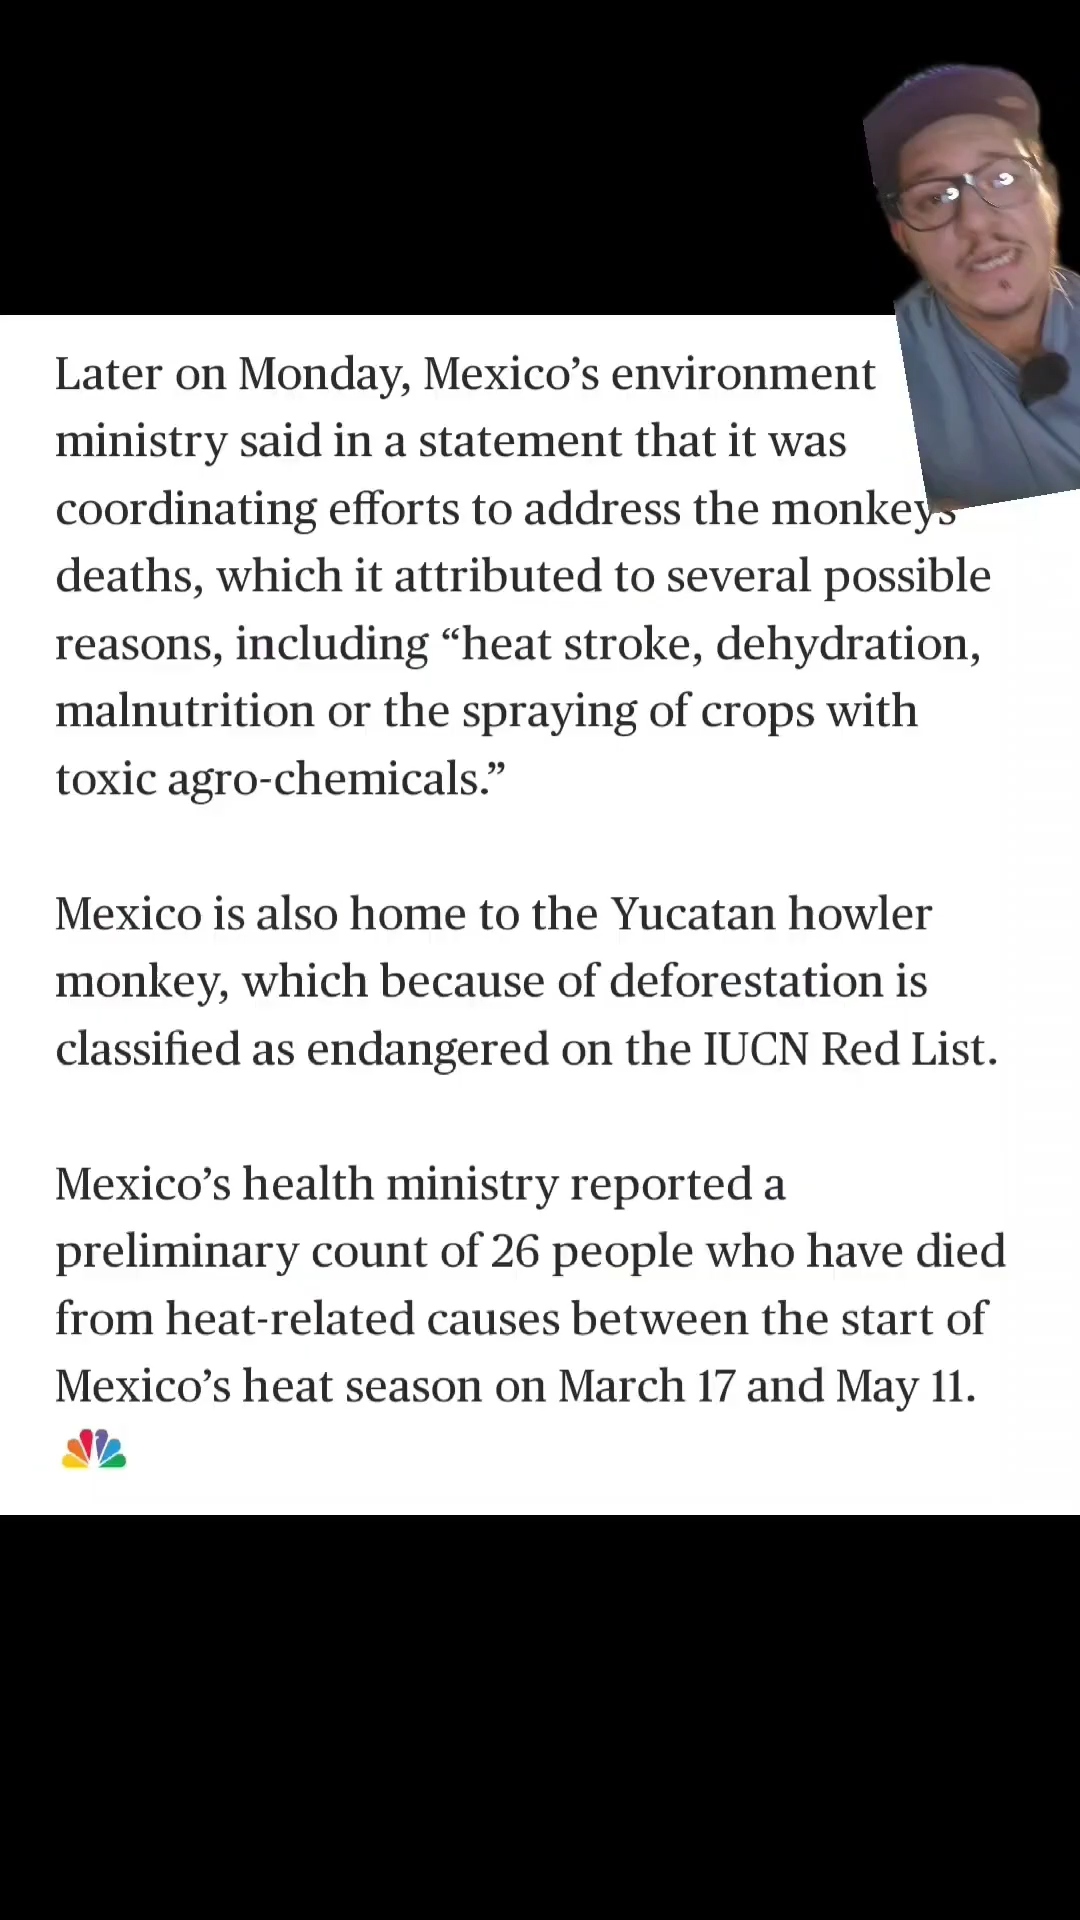 Later on Monday, Mexico’s environment
ministry said in a statement that it was
coordinating efforts to address the monkeys
deaths, which it attributed to several possible
reasons, including “heat stroke, dehydration,
malnutrition or the spraying of crops with
toxic agro-chemicals.”
Mexico is also home to the Yucatan howler
monkey, which because of deforestation is
classified as endangered on the IUCN Red List.
Mexico’s health ministry reported a
preliminary count of 26 people who have died
from heat-related causes between the start of
Mexico’s heat season on March 17 and May 11.